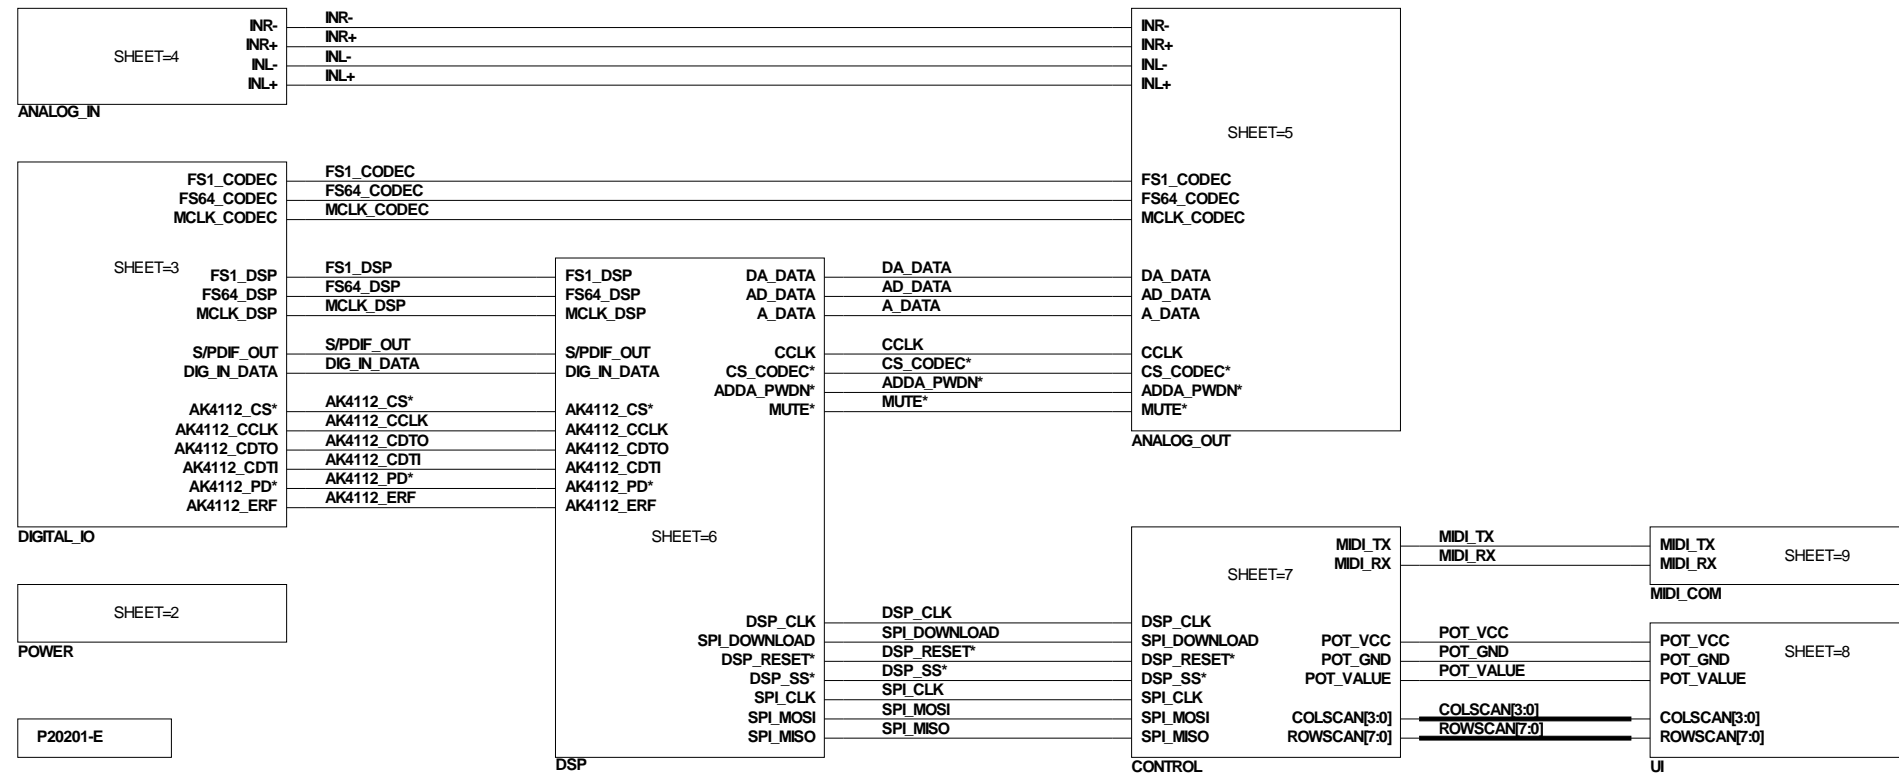 INR-
INR+
INL-
INL+
SHEET=4
ANALOG_IN
INR-
INR+
INL-
INL+
INR-
INR+
INL-
INL+
SHEET=5
FS1_CODEC
FS64_CODEC
MCLK_CODEC
DA_DATA
AD_DATA
A_DATA
CCLK
CS_CODEC*
ADDA_PWDN*
MUTE*
ANALOG_OUT
FS1_CODEC
FS64_CODEC
MCLK_CODEC
SHEET=3
FS1_DSP
FS64_DSP
MCLK_DSP
S/PDIF_OUT
DIG_IN_DATA
AK4112_CS*
AK4112_CCLK
AK4112_CDTO
AK4112_CDTI
AK4112_PD*
AK4112_ERF
DIGITAL_IO
FS1_CODEC
FS64_CODEC
MCLK_CODEC
FS1_DSP
FS64_DSP
MCLK_DSP
S/PDIF_OUT
DIG_IN_DATA
AK4112_CS*
AK4112_CCLK
AK4112_CDTO
AK4112_CDTI
AK4112_PD*
AK4112_ERF
FS1_DSP
FS64_DSP
MCLK_DSP
S/PDIF_OUT
DIG_IN_DATA
AK4112_CS*
AK4112_CCLK
AK4112_CDTO
AK4112_CDTI
AK4112_PD*
AK4112_ERF
SHEET=6
DA_DATA
AD_DATA
A_DATA
CCLK
CS_CODEC*
ADDA_PWDN*
MUTE*
DSP_CLK
SPI_DOWNLOAD
DSP_RESET*
DSP_SS*
SPI_CLK
SPI_MOSI
SPI_MISO
DSP
DA_DATA
AD_DATA
A_DATA
CCLK
CS_CODEC*
ADDA_PWDN*
MUTE*
DSP_CLK
SPI_DOWNLOAD
DSP_RESET*
DSP_SS*
SPI_CLK
SPI_MOSI
SPI_MISO
SHEET=7
MIDI_TX
MIDI_RX
DSP_CLK
SPI_DOWNLOAD
DSP_RESET*
DSP_SS*
SPI_CLK
SPI_MOSI
SPI_MISO
POT_VCC
POT_GND
POT_VALUE
COLSCAN[3:0]
ROWSCAN[7:0]
CONTROL
MIDI_TX
MIDI_RX
POT_VCC
POT_GND
POT_VALUE
COLSCAN[3:0]
ROWSCAN[7:0]
MIDI_TX
MIDI_RX
SHEET=9
MIDI_COM
POT_VCC
POT_GND
POT_VALUE
SHEET=8
COLSCAN[3:0]
ROWSCAN[7:0]
UI
SHEET=2
POWER
P20201-E